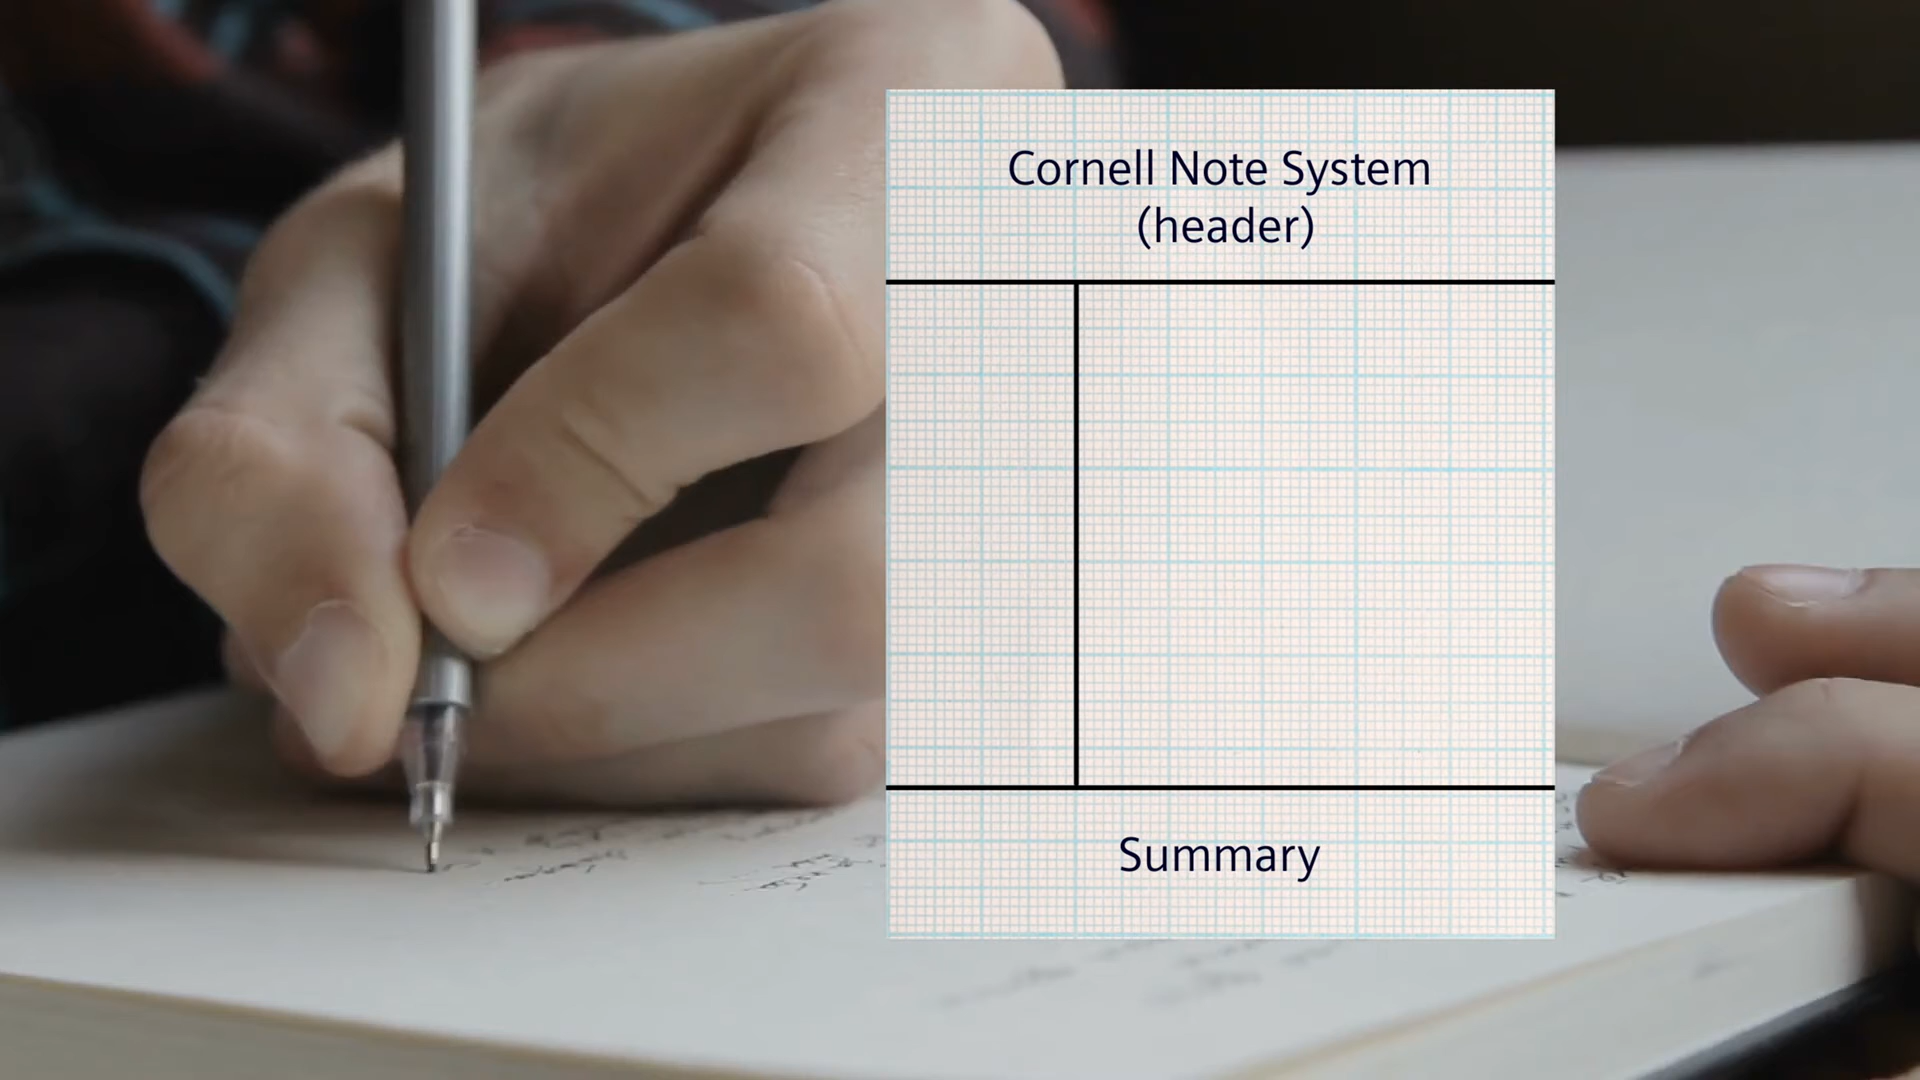 Cornell Note System
(header)
Summary